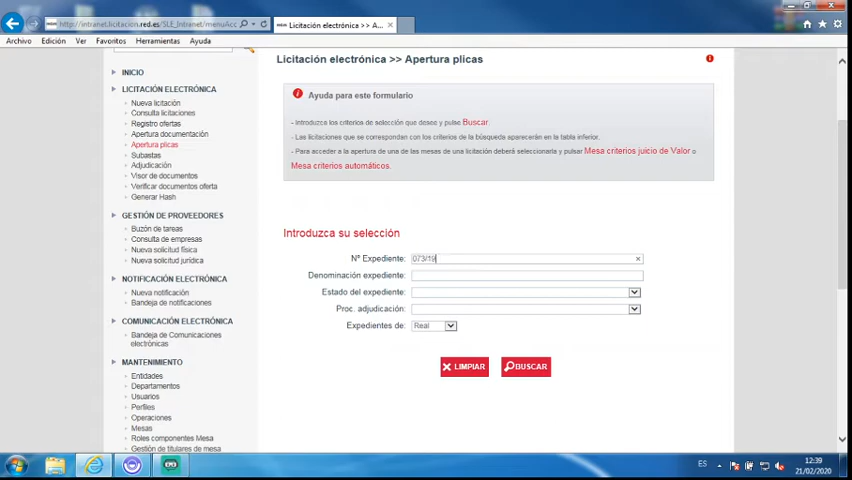 http://intranet.licitacion.red.es/SLE_Intranet/menuAcc
Licitación electrónica >> A...
Archivo Edición Ver Favoritos Herramientas Ayuda
INICIO
LICITACIÓN ELECTRÓNICA
Nueva licitación
Consulta licitaciones
Registro ofertas
Apertura documentación
Apertura plicas
Subastas
Adjudicación
Visor de documentos
Verificar documentos oferta
Generar Hash
GESTIÓN DE PROVEEDORES
Buzón de tareas
Consulta de empresas
Nueva solicitud física
Nueva solicitud jurídica
NOTIFICACIÓN ELECTRÓNICA
Nueva notificación
Bandeja de notificaciones
COMUNICACIÓN ELECTRÓNICA
Bandeja de Comunicaciones
electrónicas
MANTENIMIENTO
Entidades
Departamentos
Usuarios
Perfiles
Operaciones
Mesas
Roles componentes Mesa
Gestión de titulares de mesa
Licitación electrónica >> Apertura plicas
Ayuda para este formulario
- Introduzca los criterios de selección que desee y pulse Buscar.
- Las licitaciones que se correspondan con los criterios de la búsqueda aparecerán en la tabla inferior.
- Para acceder a la apertura de una de las mesas de una licitación deberá seleccionarla y pulsar Mesa criterios juicio de Valor o
Mesa criterios automáticos.
Introduzca su selección
Nº Expediente: 073/19
Denominación expediente:
Estado del expediente:
Proc. adjudicación:
Expedientes de: Real
LIMPIAR BUSCAR
ES
12:39
21/02/2020